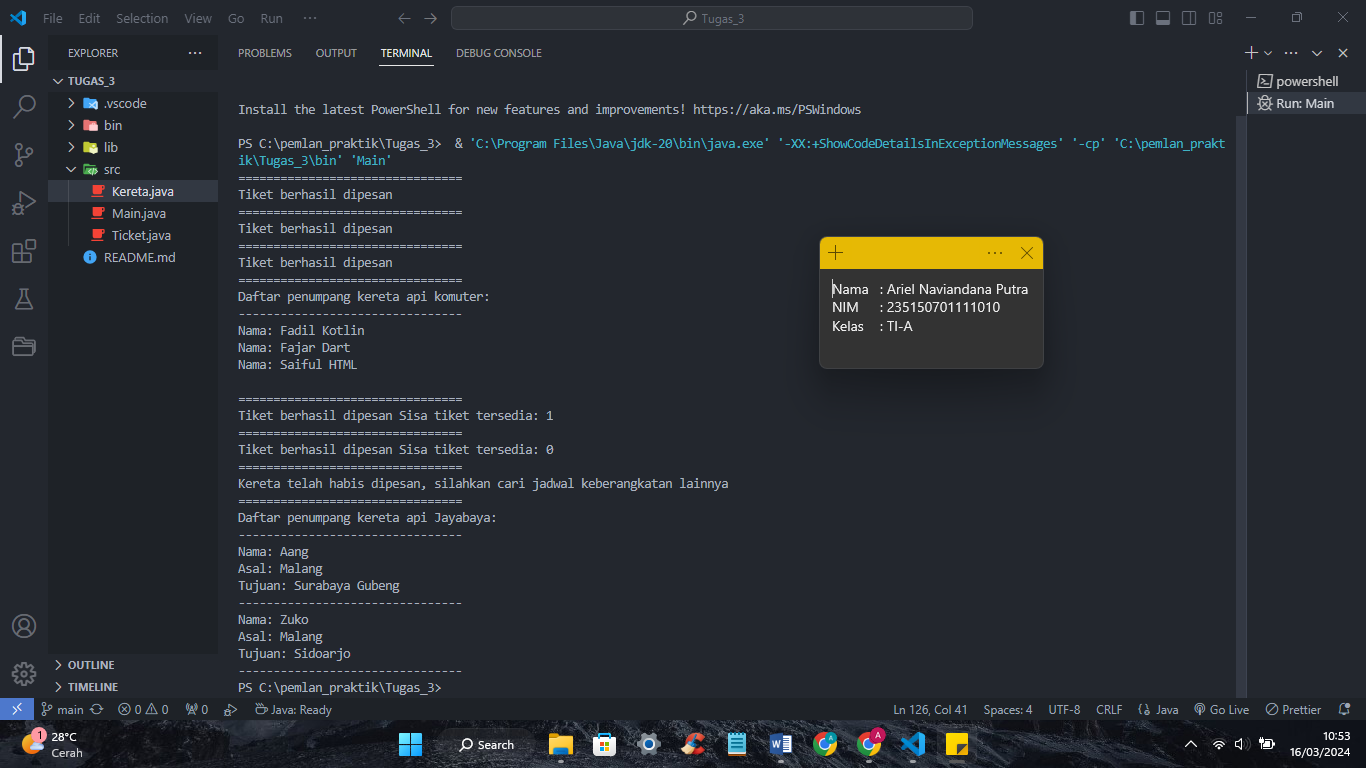 File Edit Selection View Go Run ···
Tugas_3
EXPLORER
TUGAS_3
.vscode
bin
lib
src
Kereta.java
Main.java
Ticket.java
README.md
OUTLINE
TIMELINE
PROBLEMS OUTPUT TERMINAL DEBUG CONSOLE
powershell
Run: Main
Install the latest PowerShell for new features and improvements! https://aka.ms/PSWindows
PS C:\pemlan_praktik\Tugas_3>  & 'C:\Program Files\Java\jdk-20\bin\java.exe' '-XX:+ShowCodeDetailsInExceptionMessages' '-cp' 'C:\pemlan_prakt
ik\Tugas_3\bin' 'Main'
================================
Tiket berhasil dipesan
================================
Tiket berhasil dipesan
================================
Tiket berhasil dipesan
================================
Daftar penumpang kereta api komuter:
--------------------------------
Nama: Fadil Kotlin
Nama: Fajar Dart
Nama: Saiful HTML
================================
Tiket berhasil dipesan Sisa tiket tersedia: 1
================================
Tiket berhasil dipesan Sisa tiket tersedia: 0
================================
Kereta telah habis dipesan, silahkan cari jadwal keberangkatan lainnya
================================
Daftar penumpang kereta api Jayabaya:
--------------------------------
Nama: Aang
Asal: Malang
Tujuan: Surabaya Gubeng
--------------------------------
Nama: Zuko
Asal: Malang
Tujuan: Sidoarjo
--------------------------------
PS C:\pemlan_praktik\Tugas_3>
Nama : Ariel Naviandana Putra
NIM : 235150701111010
Kelas : TI-A
main 0 0 0 Java: Ready Ln 126, Col 41 Spaces: 4 UTF-8 CRLF Java Go Live Prettier
1
28°C
Cerah
Search
A
A
10:53
16/03/2024